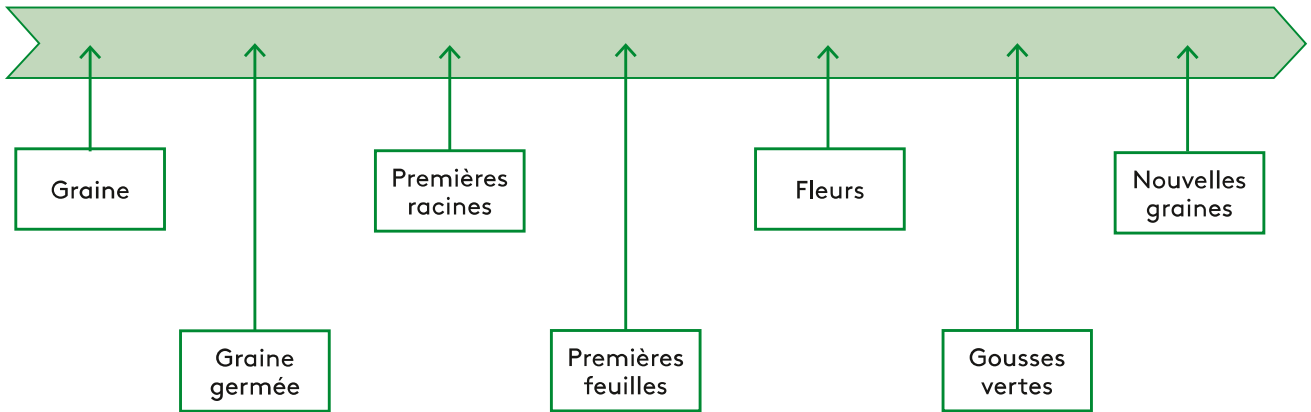 Graine
Graine
germée
Premières
racines
Premières
feuilles
Fleurs
Gousses
vertes
Nouvelles
graines